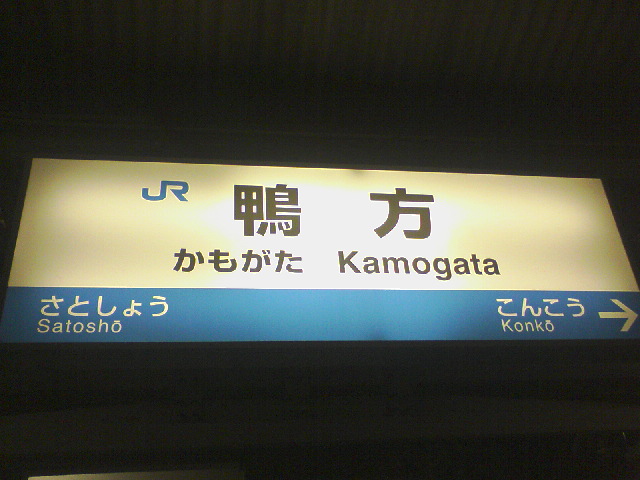 JR 鴨方
かもがた Kamogata
さとしょう こんこう →
Satoshō Konkō